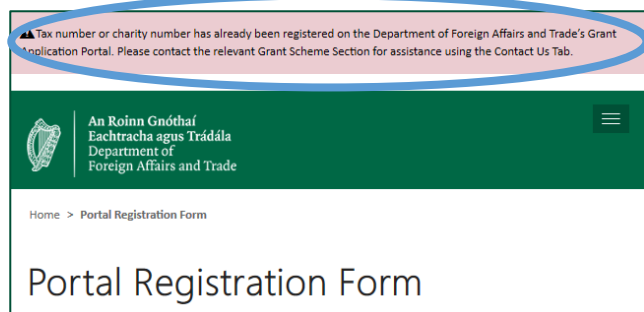 Tax number or charity number has already been registered on the Department of Foreign Affairs and Trade's Grant
Application Portal. Please contact the relevant Grant Scheme Section for assistance using the Contact Us Tab.
An Roinn Gnóthaí
Eachtracha agus Trádála
Department of
Foreign Affairs and Trade
Home > Portal Registration Form
Portal Registration Form